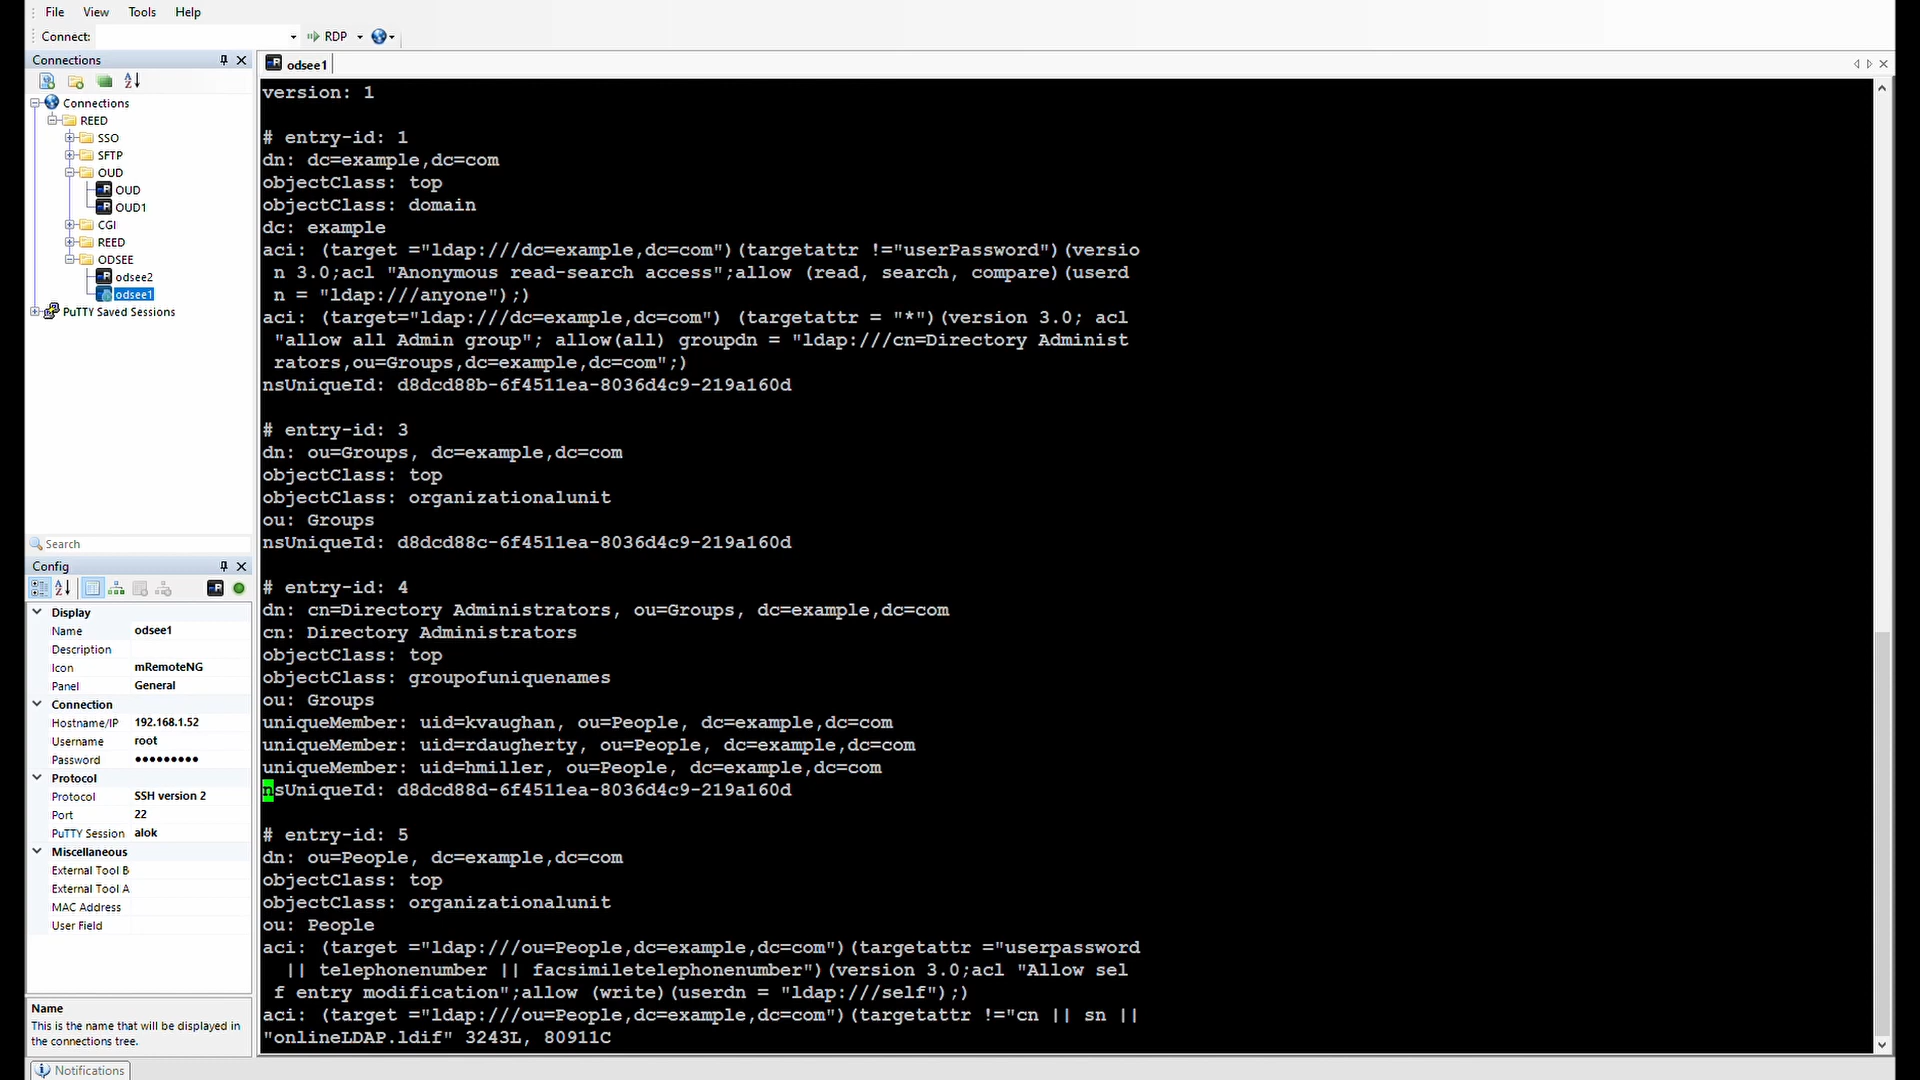 File View Tools Help
Connect: RDP
Connections
Connections
REED
SSO
SFTP
OUD
OUD
OUD1
CGI
REED
ODSEE
odsee2
odsee1
PuTTY Saved Sessions
Search
Config
Display
Name odsee1
Description
Icon mRemoteNG
Panel General
Connection
Hostname/IP 192.168.1.52
Username root
Password ●●●●●●●●●
Protocol
Protocol SSH version 2
Port 22
PuTTY Session alok
Miscellaneous
External Tool B
External Tool A
MAC Address
User Field
Name
This is the name that will be displayed in
the connections tree.
Notifications
odsee1
version: 1
# entry-id: 1
dn: dc=example,dc=com
objectClass: top
objectClass: domain
dc: example
aci: (target ="ldap:///dc=example,dc=com")(targetattr !="userPassword")(versio
n 3.0;acl "Anonymous read-search access";allow (read, search, compare)(userd
n = "ldap:///anyone");)
aci: (target="ldap:///dc=example,dc=com") (targetattr = "*")(version 3.0; acl
"allow all Admin group"; allow(all) groupdn = "ldap:///cn=Directory Administ
rators,ou=Groups,dc=example,dc=com";)
nsUniqueId: d8dcd88b-6f4511ea-8036d4c9-219a160d
# entry-id: 3
dn: ou=Groups, dc=example,dc=com
objectClass: top
objectClass: organizationalunit
ou: Groups
nsUniqueId: d8dcd88c-6f4511ea-8036d4c9-219a160d
# entry-id: 4
dn: cn=Directory Administrators, ou=Groups, dc=example,dc=com
cn: Directory Administrators
objectClass: top
objectClass: groupofuniquenames
ou: Groups
uniqueMember: uid=kvaughan, ou=People, dc=example,dc=com
uniqueMember: uid=rdaugherty, ou=People, dc=example,dc=com
uniqueMember: uid=hmiller, ou=People, dc=example,dc=com
nsUniqueId: d8dcd88d-6f4511ea-8036d4c9-219a160d
# entry-id: 5
dn: ou=People, dc=example,dc=com
objectClass: top
objectClass: organizationalunit
ou: People
aci: (target ="ldap:///ou=People,dc=example,dc=com")(targetattr ="userpassword
|| telephonenumber || facsimiletelephonenumber")(version 3.0;acl "Allow sel
f entry modification";allow (write)(userdn = "ldap:///self");)
aci: (target ="ldap:///ou=People,dc=example,dc=com")(targetattr !="cn || sn ||
"onlineLDAP.ldif" 3243L, 80911C